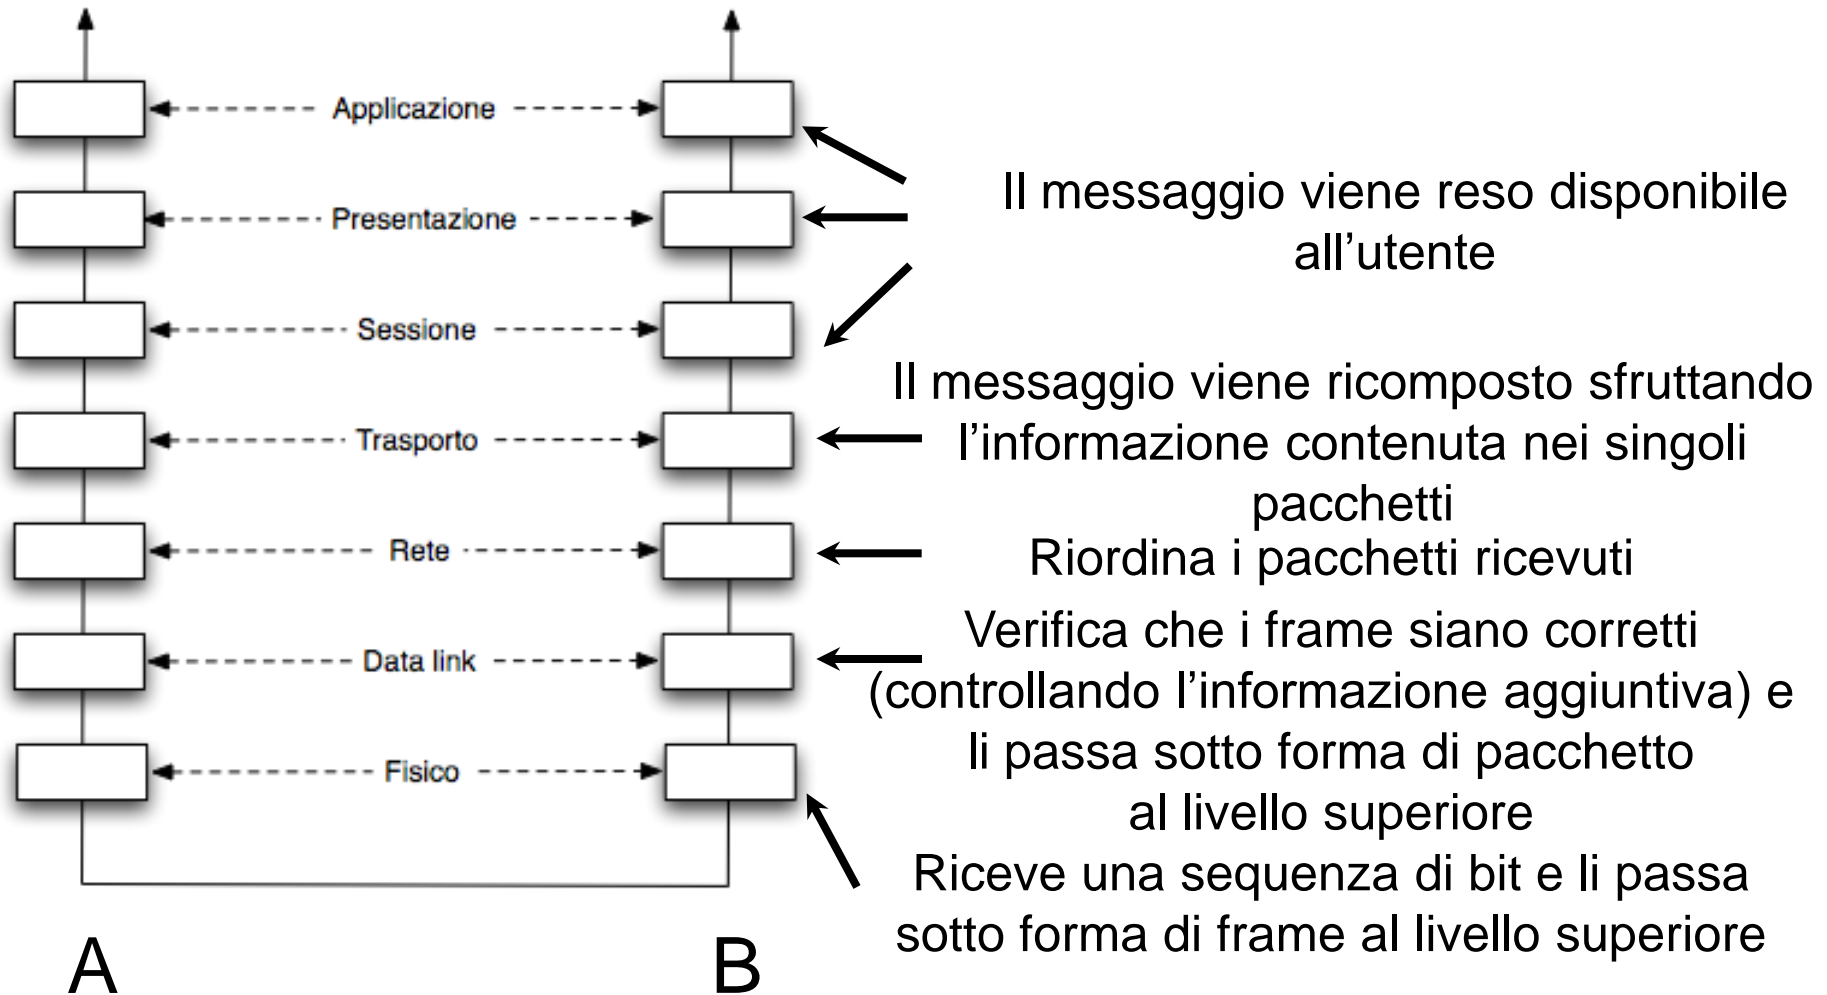 Applicazione
Presentazione
Sessione
Trasporto
Rete
Data link
Fisico
A
B
Il messaggio viene reso disponibile
all’utente
Il messaggio viene ricomposto sfruttando
l’informazione contenuta nei singoli
pacchetti
Riordina i pacchetti ricevuti
Verifica che i frame siano corretti
(controllando l’informazione aggiuntiva) e
li passa sotto forma di pacchetto
al livello superiore
Riceve una sequenza di bit e li passa
sotto forma di frame al livello superiore